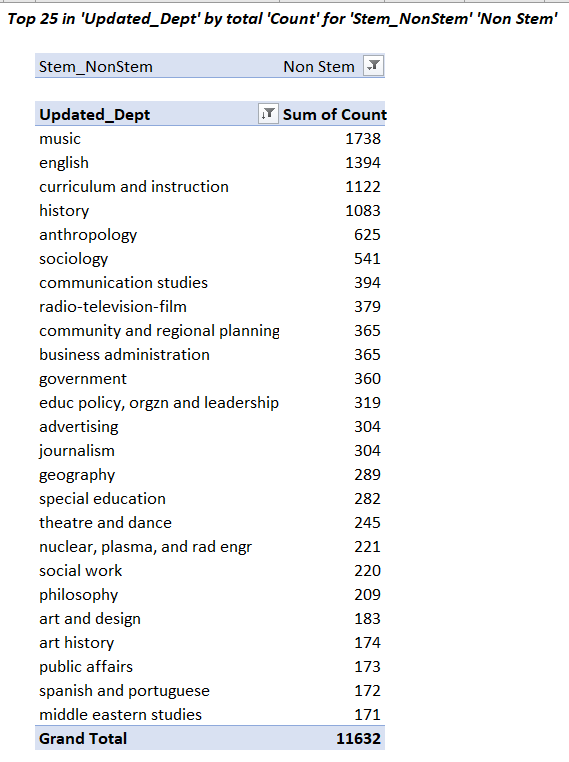 Top 25 in 'Updated_Dept' by total 'Count' for 'Stem_NonStem' 'Non Stem'
Stem_NonStem Non Stem
Updated_Dept Sum of Count
music 1738
english 1394
curriculum and instruction 1122
history 1083
anthropology 625
sociology 541
communication studies 394
radio-television-film 379
community and regional planning 365
business administration 365
government 360
educ policy, orgzn and leadership 319
advertising 304
journalism 304
geography 289
special education 282
theatre and dance 245
nuclear, plasma, and rad engr 221
social work 220
philosophy 209
art and design 183
art history 174
public affairs 173
spanish and portuguese 172
middle eastern studies 171
Grand Total 11632